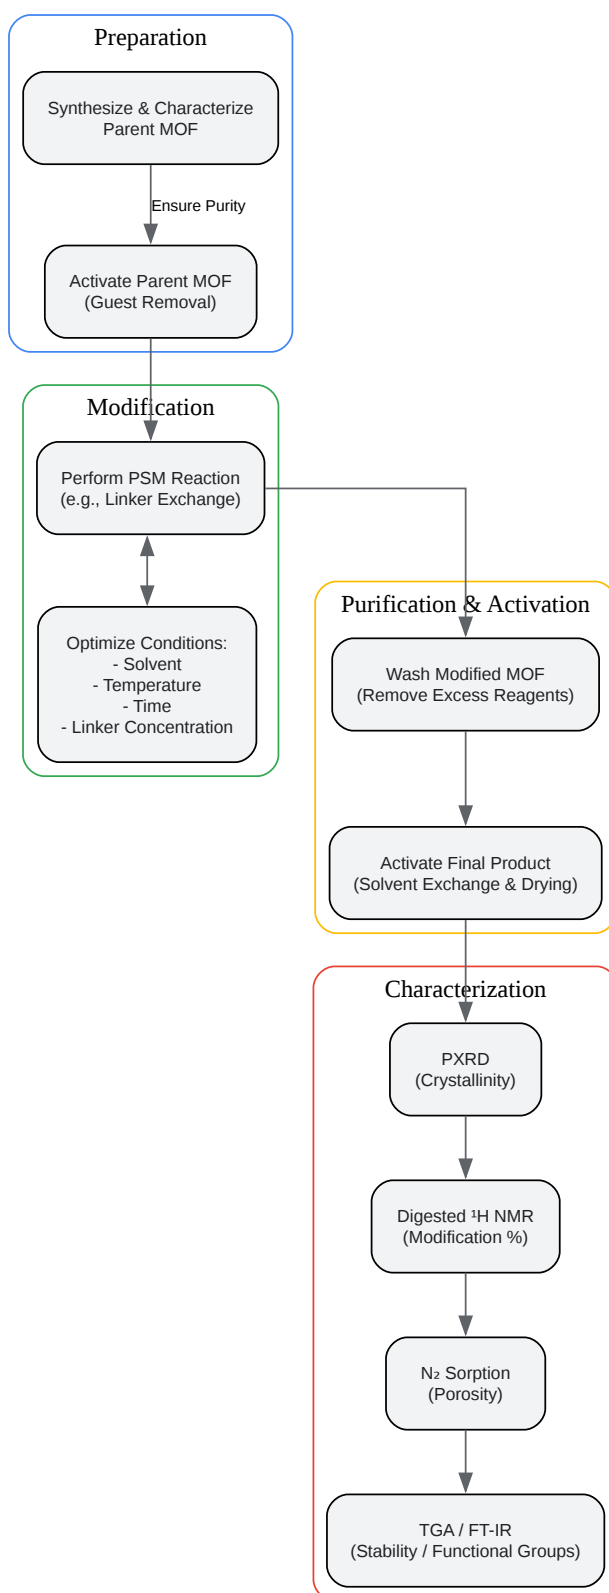 Preparation
Synthesize & Characterize
Parent MOF
Ensure Purity
Activate Parent MOF
(Guest Removal)
Modification
Perform PSM Reaction
(e.g., Linker Exchange)
Optimize Conditions:
- Solvent
- Temperature
- Time
- Linker Concentration
Purification & Activation
Wash Modified MOF
(Remove Excess Reagents)
Activate Final Product
(Solvent Exchange & Drying)
Characterization
PXRD
(Crystallinity)
Digested ¹H NMR
(Modification %)
N₂ Sorption
(Porosity)
TGA / FT-IR
(Stability / Functional Groups)